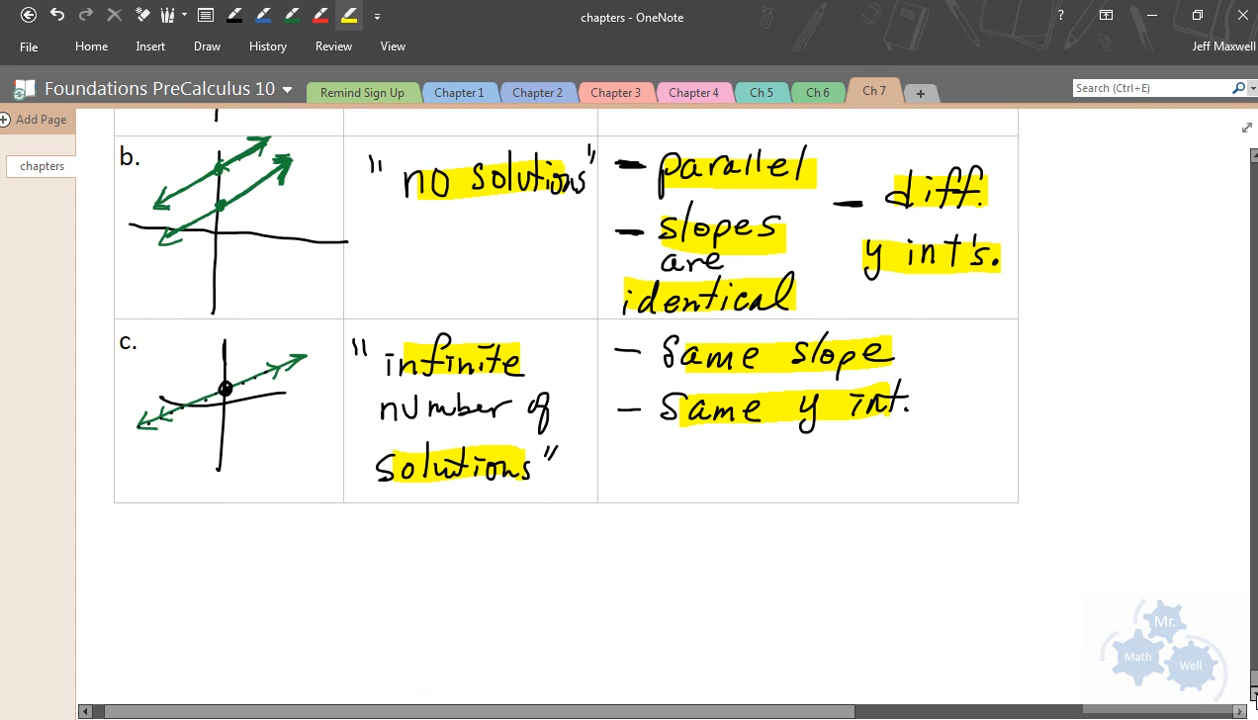 chapters - OneNote
?
File
Home
Insert
Draw
History
Review
View
Jeff Maxwell
Foundations PreCalculus 10
Remind Sign Up
Chapter 1
Chapter 2
Chapter 3
Chapter 4
Ch 5
Ch 6
Ch 7
+
Search (Ctrl+E)
Add Page
chapters
b.
"no solutions"
- parallel
- slopes
are
identical
- diff.
y int's.
c.
"infinite
number of
solutions"
- Same slope
- Same y int.
Mr.
Math
Well